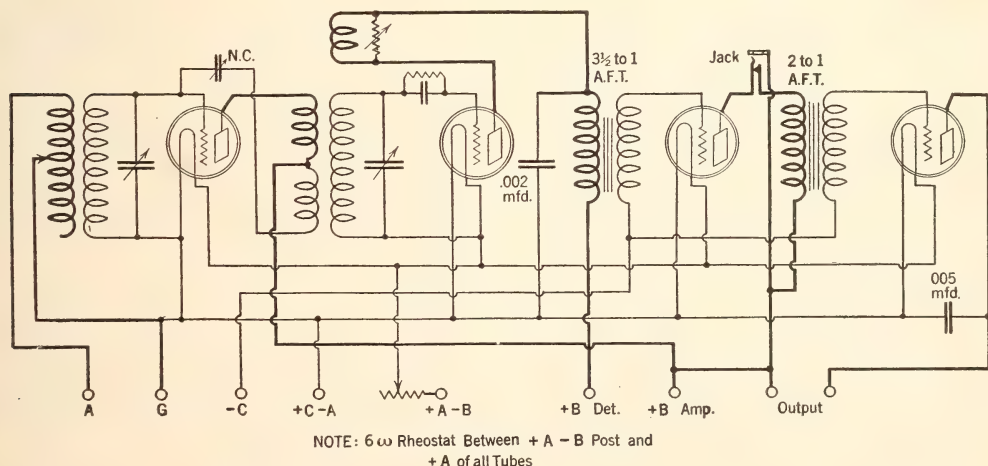 N.C.
3½ to 1
A.F.T.
Jack
2 to 1
A.F.T.
.002
mfd.
005
mfd.
A
G
-C
+C-A
+A-B
+B Det.
+B Amp.
Output
NOTE: 6 ω Rheostat Between + A - B Post and
+ A of all Tubes